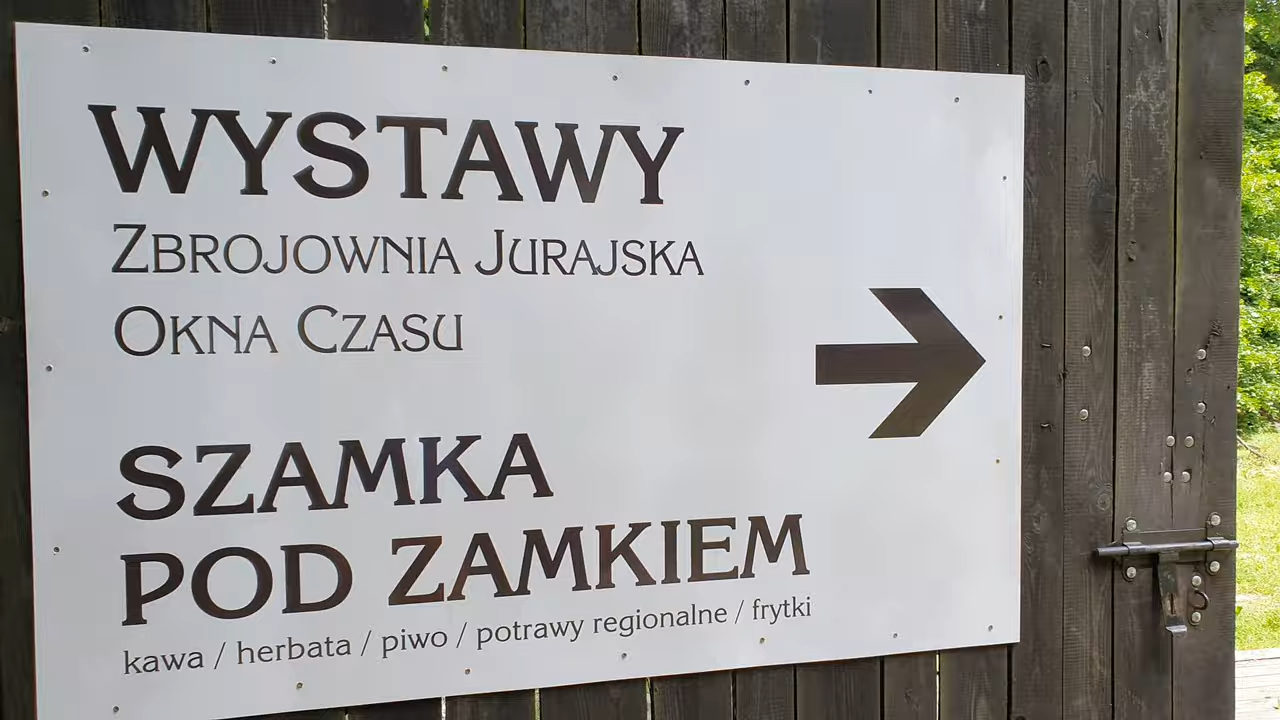 WYSTAWY
ZBROJOWNIA JURAJSKA
OKNA CZASU
SZAMKA
POD ZAMKIEM
kawa / herbata / piwo / potrawy regionalne / frytki